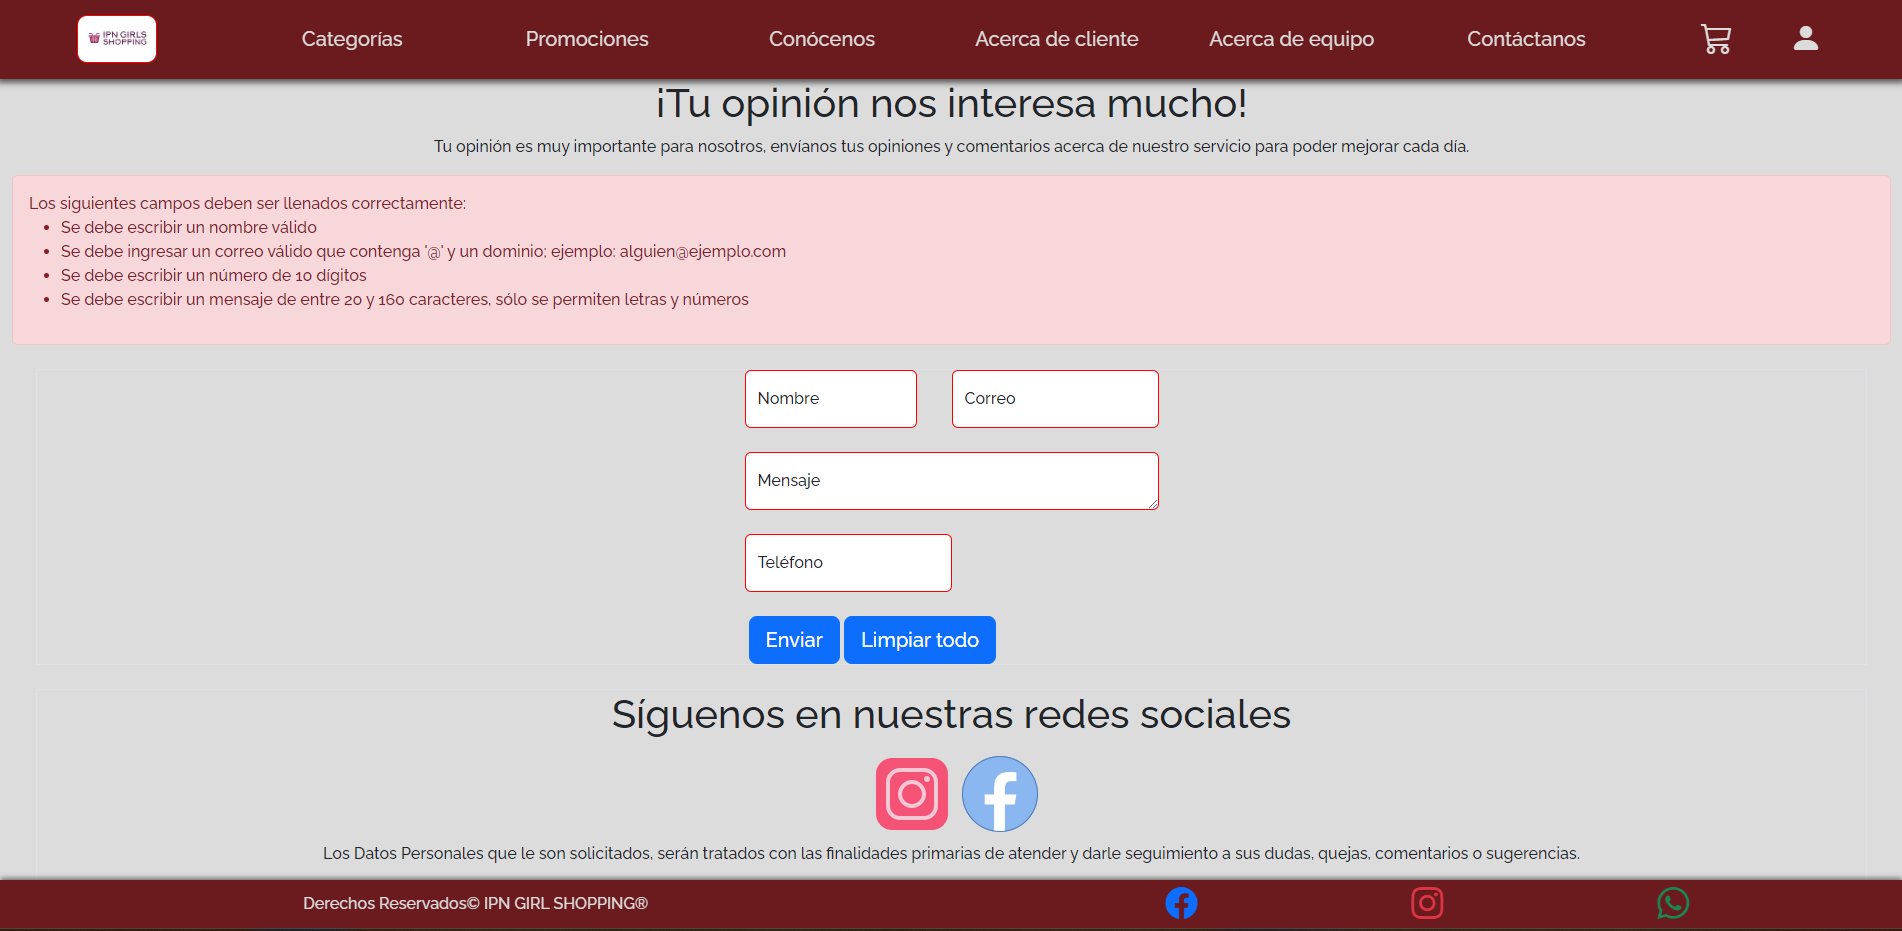 IPN GIRLS
SHOPPING
Categorías
Promociones
Conócenos
Acerca de cliente
Acerca de equipo
Contáctanos
¡Tu opinión nos interesa mucho!
Tu opinión es muy importante para nosotros, envíanos tus opiniones y comentarios acerca de nuestro servicio para poder mejorar cada día.
Los siguientes campos deben ser llenados correctamente:
Se debe escribir un nombre válido
Se debe ingresar un correo válido que contenga '@' y un dominio; ejemplo: alguien@ejemplo.com
Se debe escribir un número de 10 dígitos
Se debe escribir un mensaje de entre 20 y 160 caracteres, sólo se permiten letras y números
Nombre
Correo
Mensaje
Teléfono
Enviar
Limpiar todo
Síguenos en nuestras redes sociales
Los Datos Personales que le son solicitados, serán tratados con las finalidades primarias de atender y darle seguimiento a sus dudas, quejas, comentarios o sugerencias.
Derechos Reservados© IPN GIRL SHOPPING®